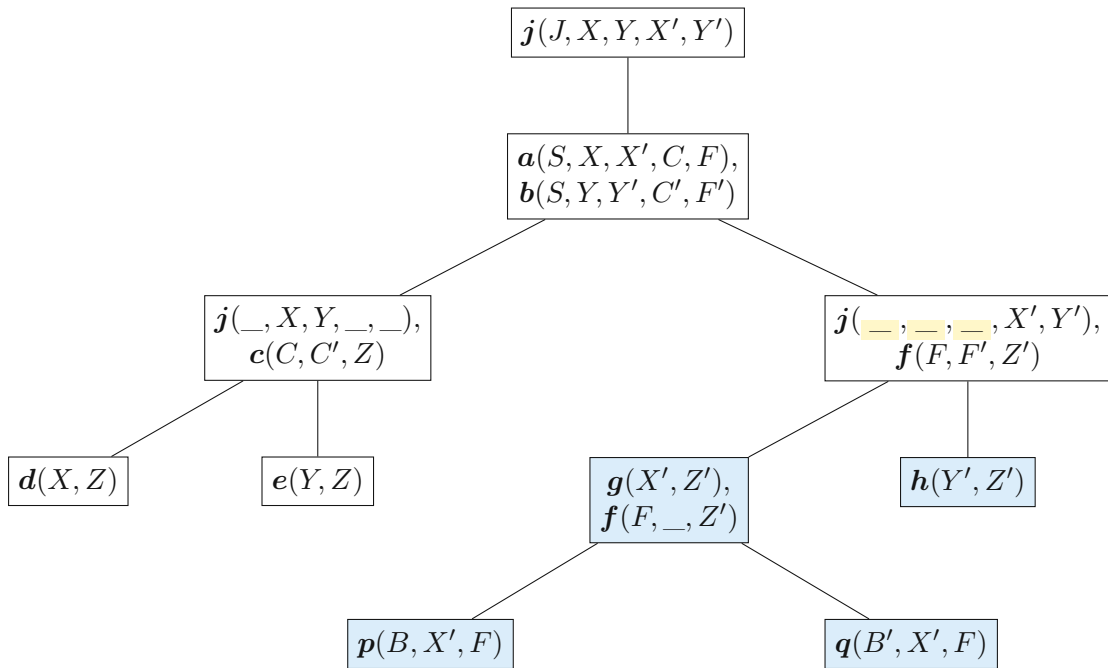 j(J, X, Y, X′, Y′)
a(S, X, X′, C, F),
b(S, Y, Y′, C′, F′)
j(_, X, Y, _, _),
c(C, C′, Z)
j(_, _, _, X′, Y′),
f(F, F′, Z′)
d(X, Z)
e(Y, Z)
g(X′, Z′),
f(F, _, Z′)
h(Y′, Z′)
p(B, X′, F)
q(B′, X′, F)